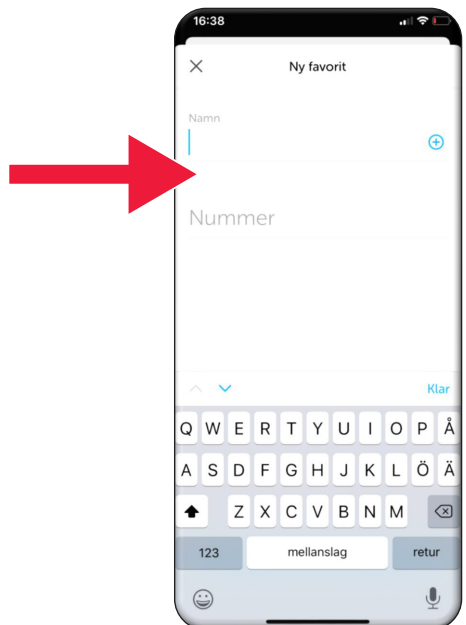 16:38
Ny favorit
Namn
Nummer
Klar
Q W E R T Y U I O P Å
A S D F G H J K L Ö Ä
Z X C V B N M
123 mellanslag retur